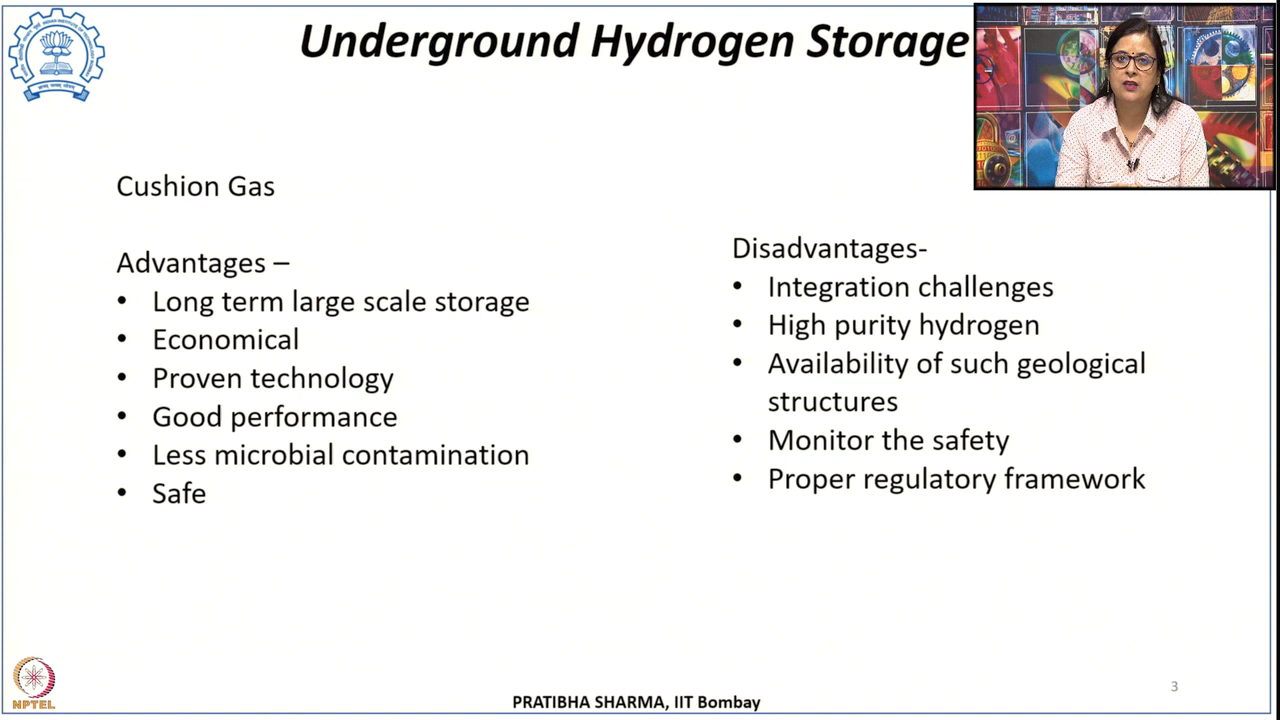 Underground Hydrogen Storage
Cushion Gas
Advantages –
• Long term large scale storage
• Economical
• Proven technology
• Good performance
• Less microbial contamination
• Safe
Disadvantages-
• Integration challenges
• High purity hydrogen
• Availability of such geological
structures
• Monitor the safety
• Proper regulatory framework
NPTEL
PRATIBHA SHARMA, IIT Bombay
3